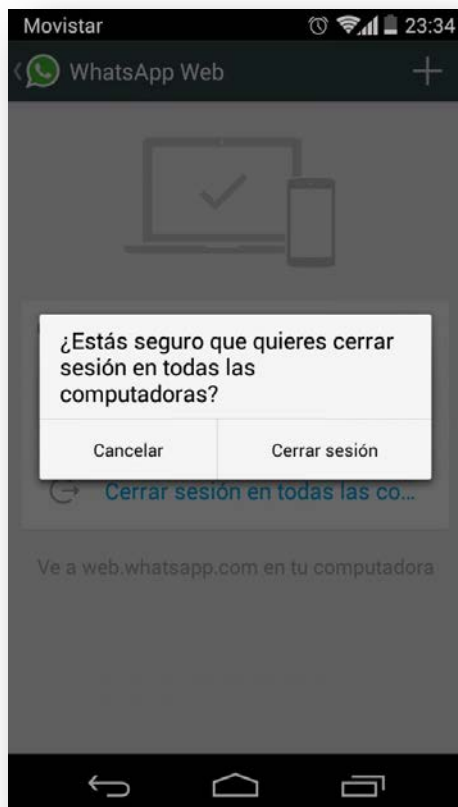 Movistar 23:34
WhatsApp Web
¿Estás seguro que quieres cerrar
sesión en todas las
computadoras?
Cancelar Cerrar sesión
Cerrar sesión en todas las co...
Ve a web.whatsapp.com en tu computadora